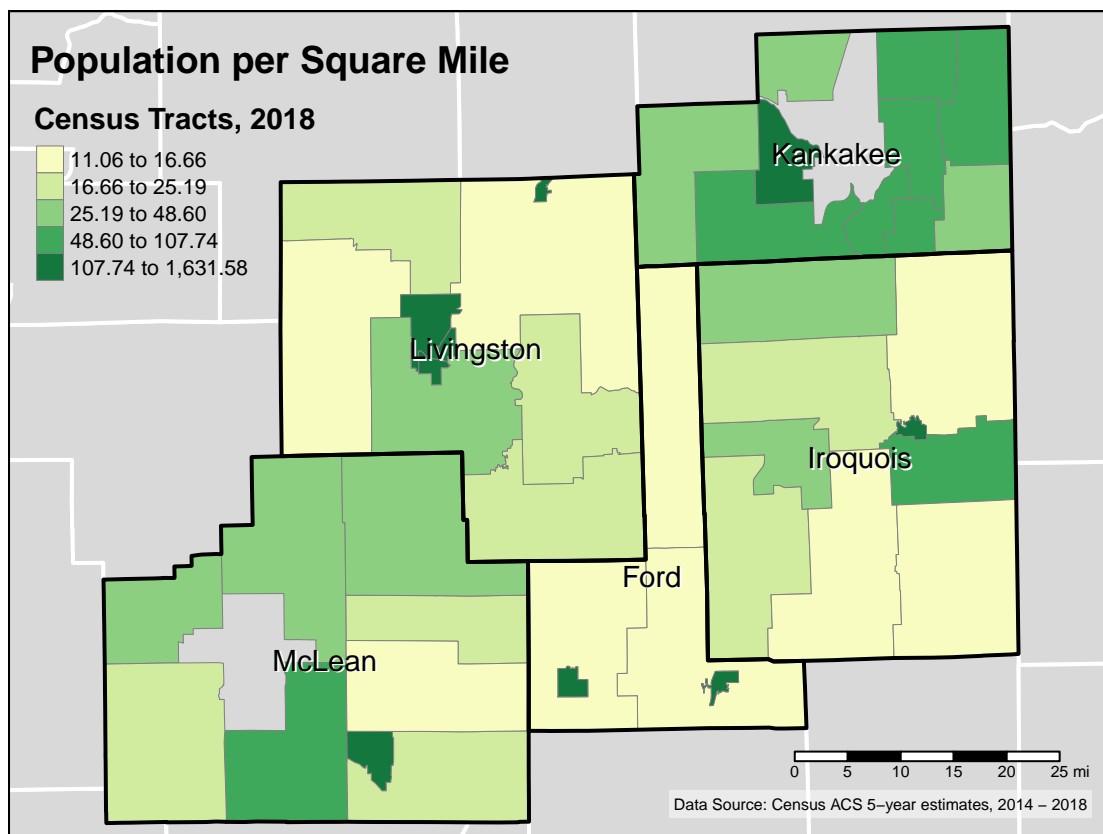 Population per Square Mile
Census Tracts, 2018
11.06 to 16.66
16.66 to 25.19
25.19 to 48.60
48.60 to 107.74
107.74 to 1,631.58
Kankakee
Livingston
Iroquois
Ford
McLean
0 5 10 15 20 25 mi
Data Source: Census ACS 5–year estimates, 2014 – 2018